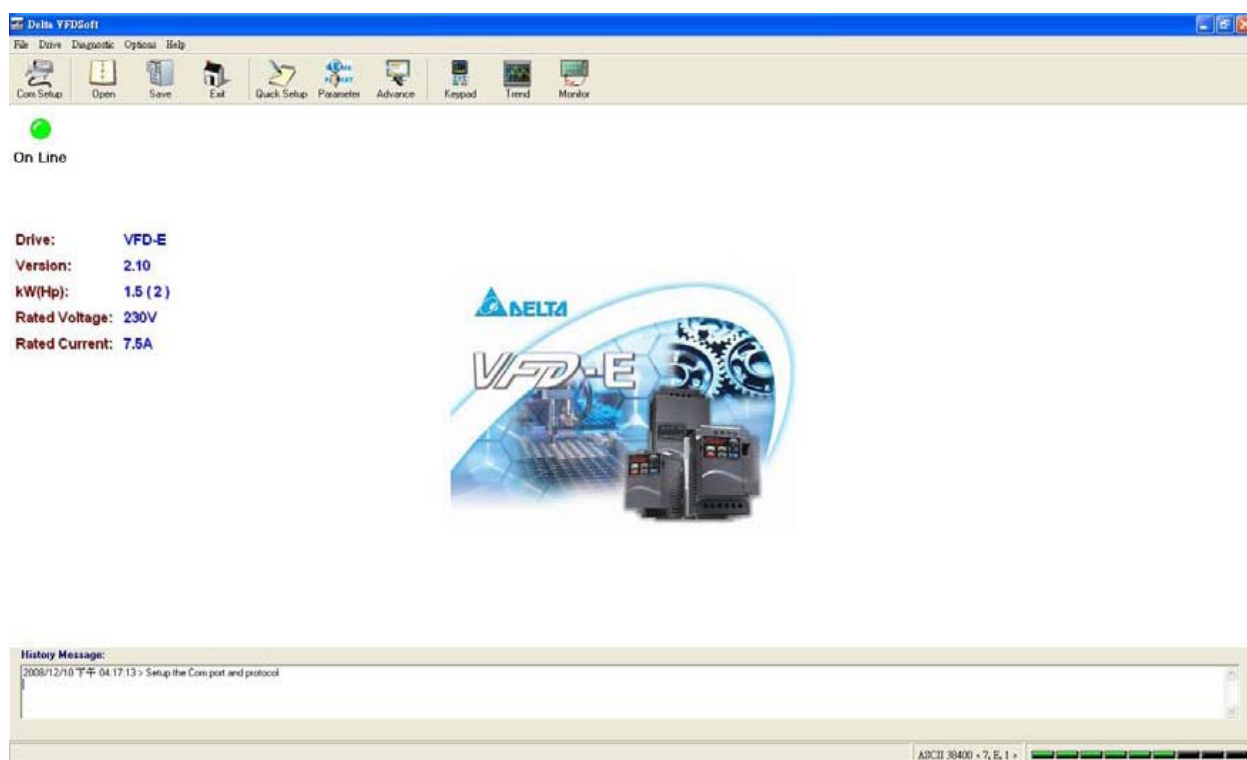 Delta VFDSoft
File Drive Diagnostic Options Help
Com Setup Open Save Exit Quick Setup Parameter Advance Keypad Trend Monitor
On Line
Drive: VFD-E
Version: 2.10
kW(Hp): 1.5 ( 2 )
Rated Voltage: 230V
Rated Current: 7.5A
DELTA
VFD-E
History Message:
2008/12/10 下午 04:17:13 > Setup the Com port and protocol
ASCII 38400 < 7, E, 1 >